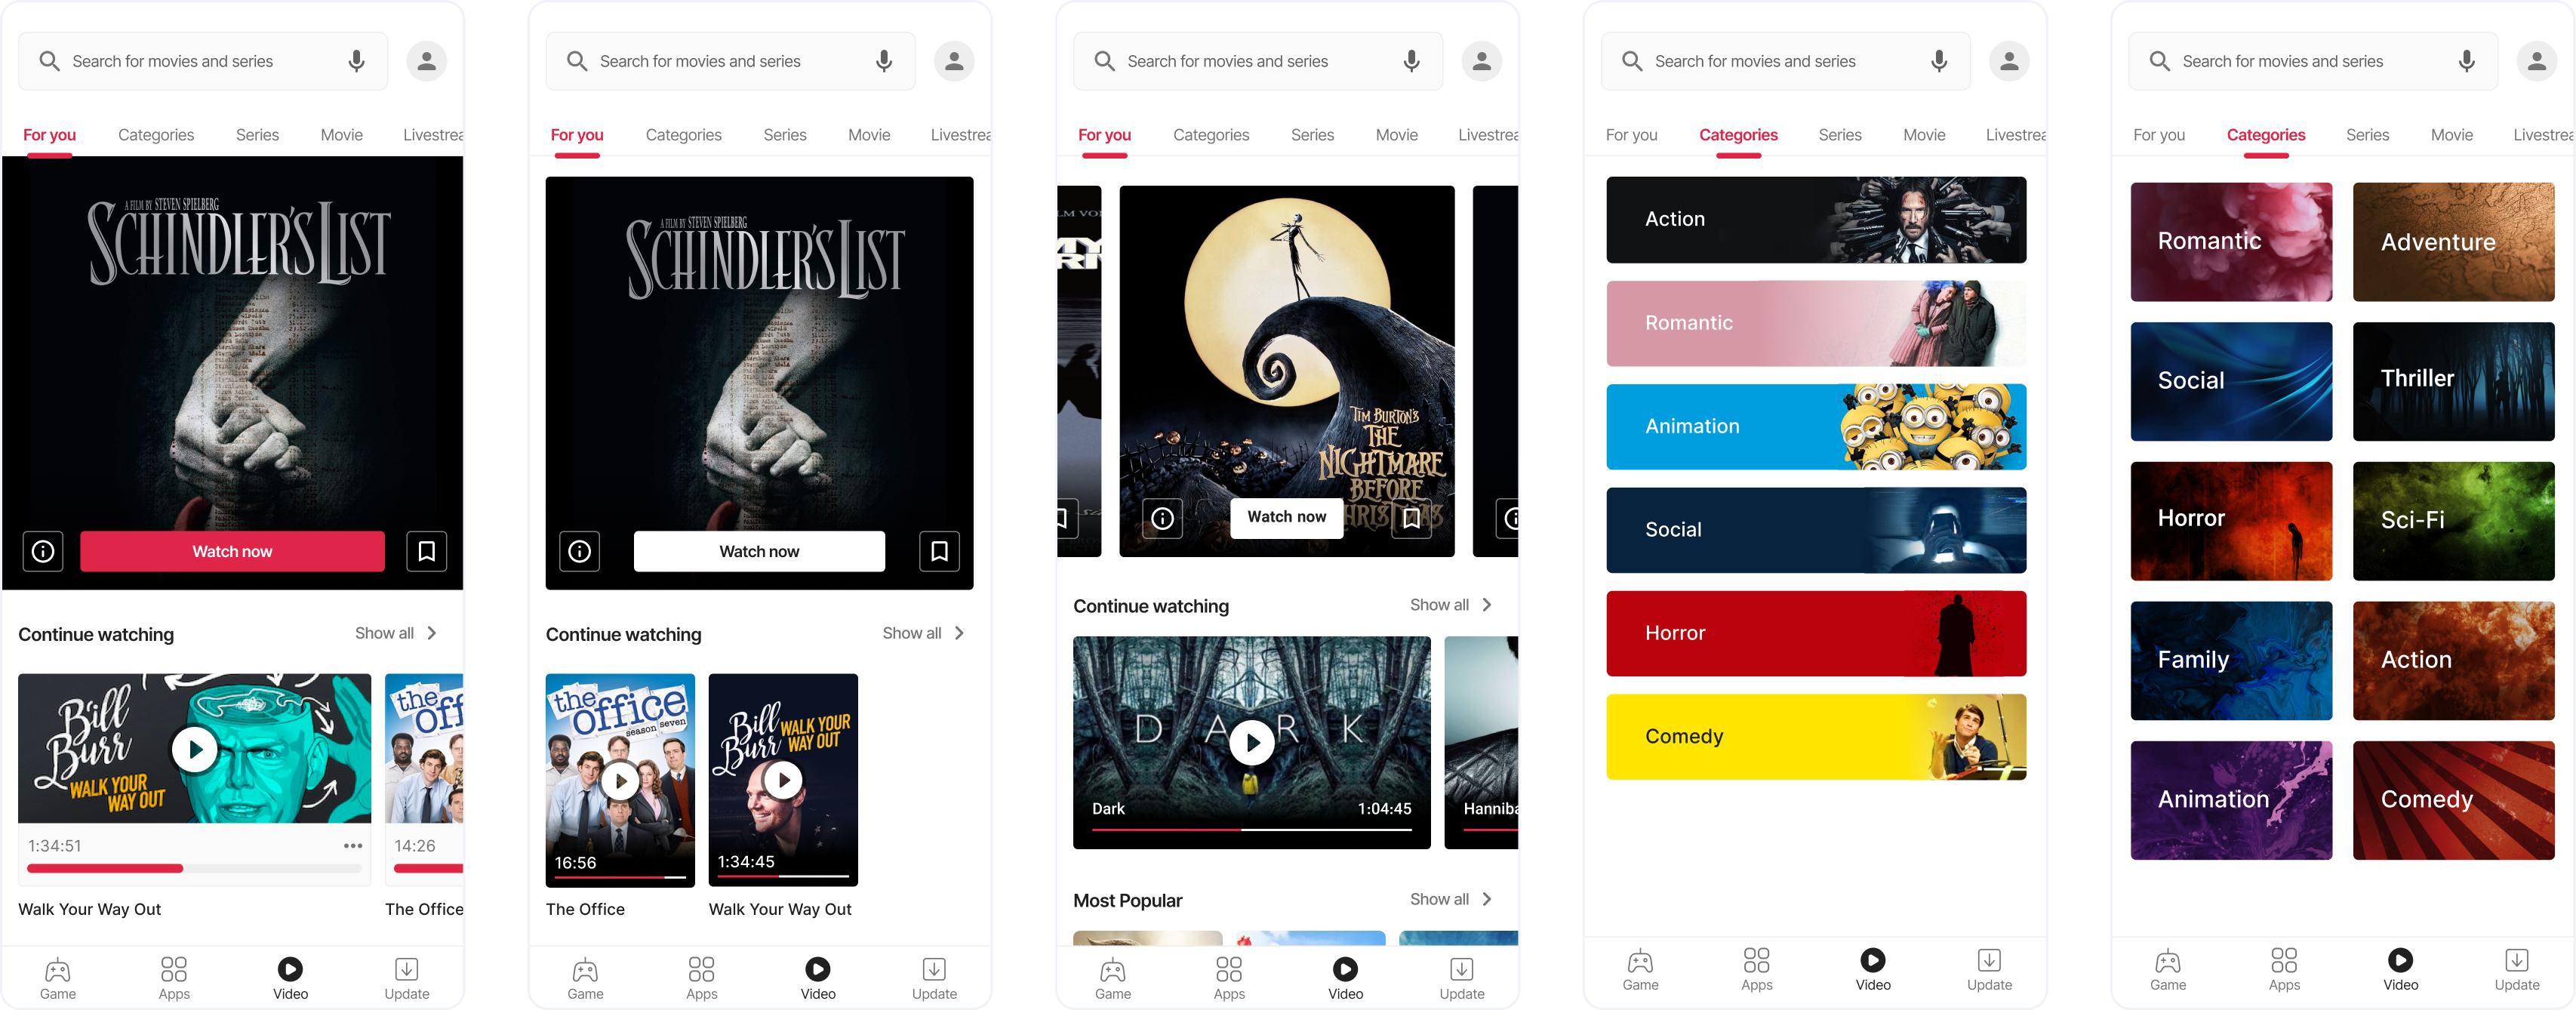 Search for movies and series
For you Categories Series Movie Livestrea
A FILM BY STEVEN SPIELBERG
SCHINDLER'S LIST
Watch now
Continue watching Show all
Bill Burr
WALK YOUR
WAY OUT
the off
1:34:51
14:26
Walk Your Way Out The Office
Game Apps Video Update
Search for movies and series
For you Categories Series Movie Livestrea
A FILM BY STEVEN SPIELBERG
SCHINDLER'S LIST
Watch now
Continue watching Show all
the office
season seven
16:56
Bill Burr
WALK YOUR
WAY OUT
1:34:45
The Office Walk Your Way Out
Game Apps Video Update
Search for movies and series
For you Categories Series Movie Livestrea
TIM BURTON'S
THE
NIGHTMARE
BEFORE
CHRISTMAS
Watch now
Continue watching Show all
DARK
Dark 1:04:45
Hanniba
Most Popular Show all
Game Apps Video Update
Search for movies and series
For you Categories Series Movie Livestrea
Action
Romantic
Animation
Social
Horror
Comedy
Game Apps Video Update
Search for movies and series
For you Categories Series Movie Livestrea
Romantic Adventure
Social Thriller
Horror Sci-Fi
Family Action
Animation Comedy
Game Apps Video Update